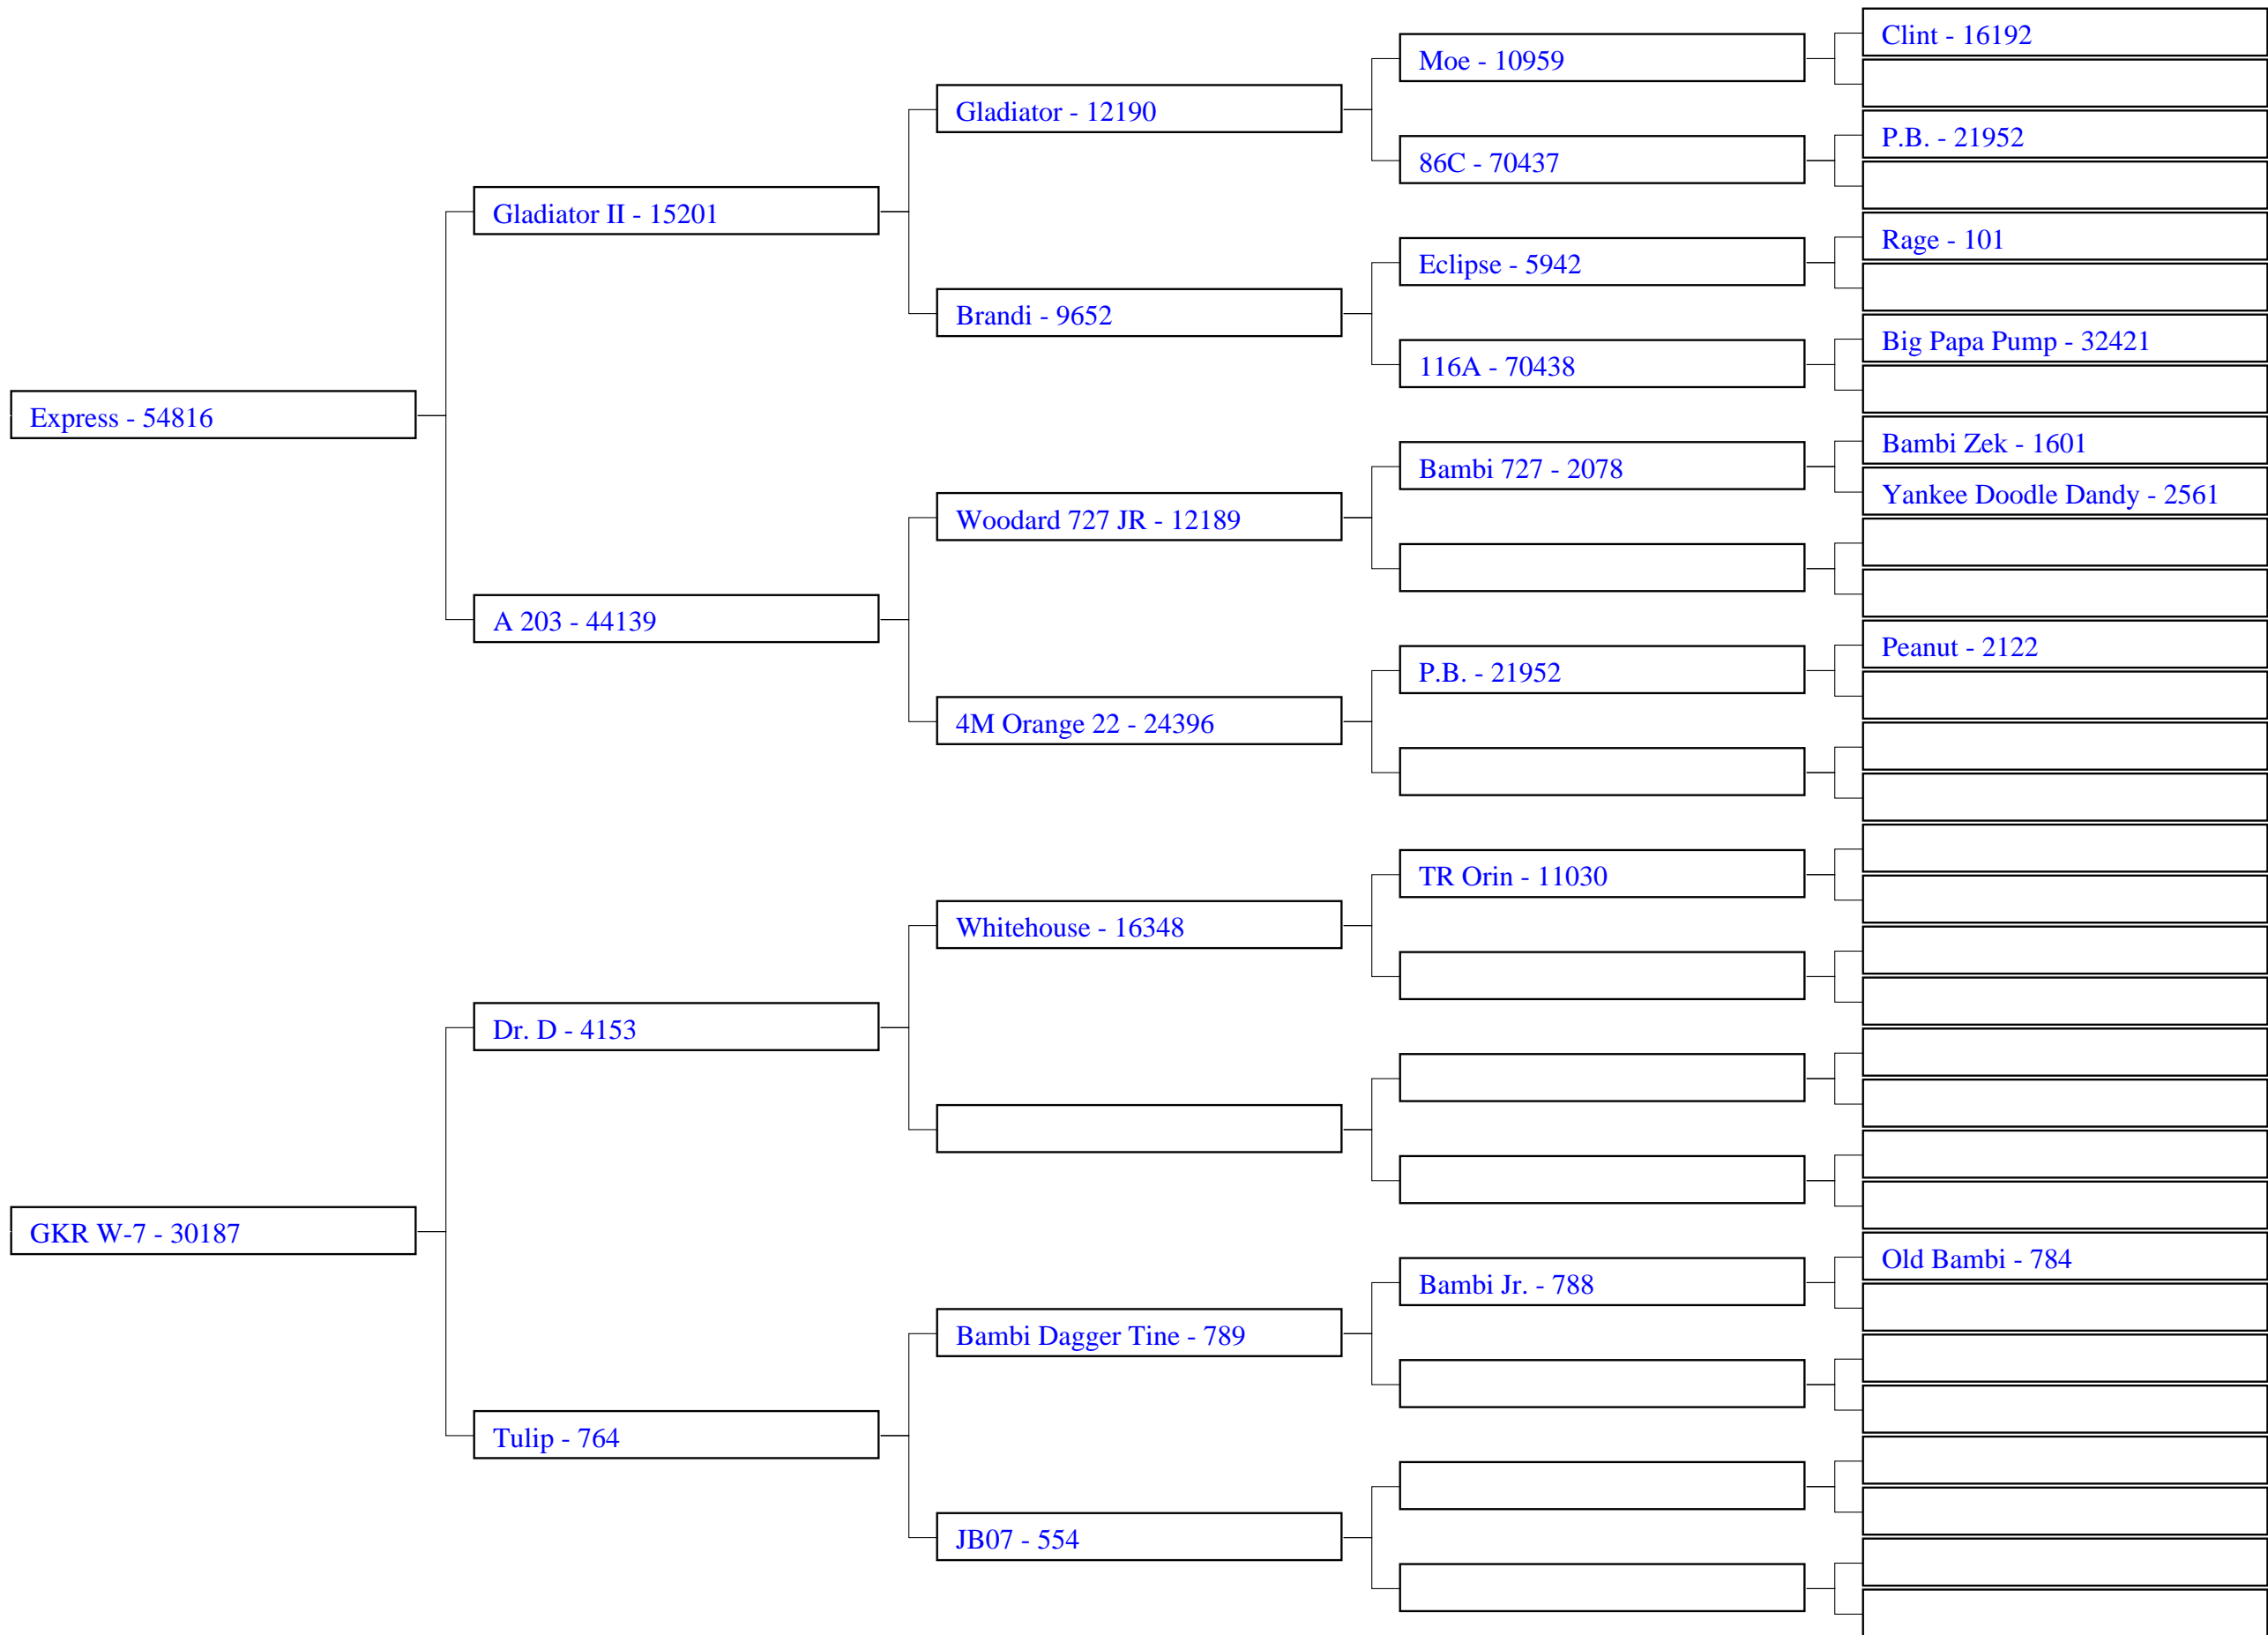 Clint - 16192
Moe - 10959
Gladiator - 12190
P.B. - 21952
86C - 70437
Gladiator II - 15201
Rage - 101
Eclipse - 5942
Brandi - 9652
Big Papa Pump - 32421
116A - 70438
Express - 54816
Bambi Zek - 1601
Bambi 727 - 2078
Yankee Doodle Dandy - 2561
Woodard 727 JR - 12189
A 203 - 44139
Peanut - 2122
P.B. - 21952
4M Orange 22 - 24396
TR Orin - 11030
Whitehouse - 16348
Dr. D - 4153
GKR W-7 - 30187
Old Bambi - 784
Bambi Jr. - 788
Bambi Dagger Tine - 789
Tulip - 764
JB07 - 554